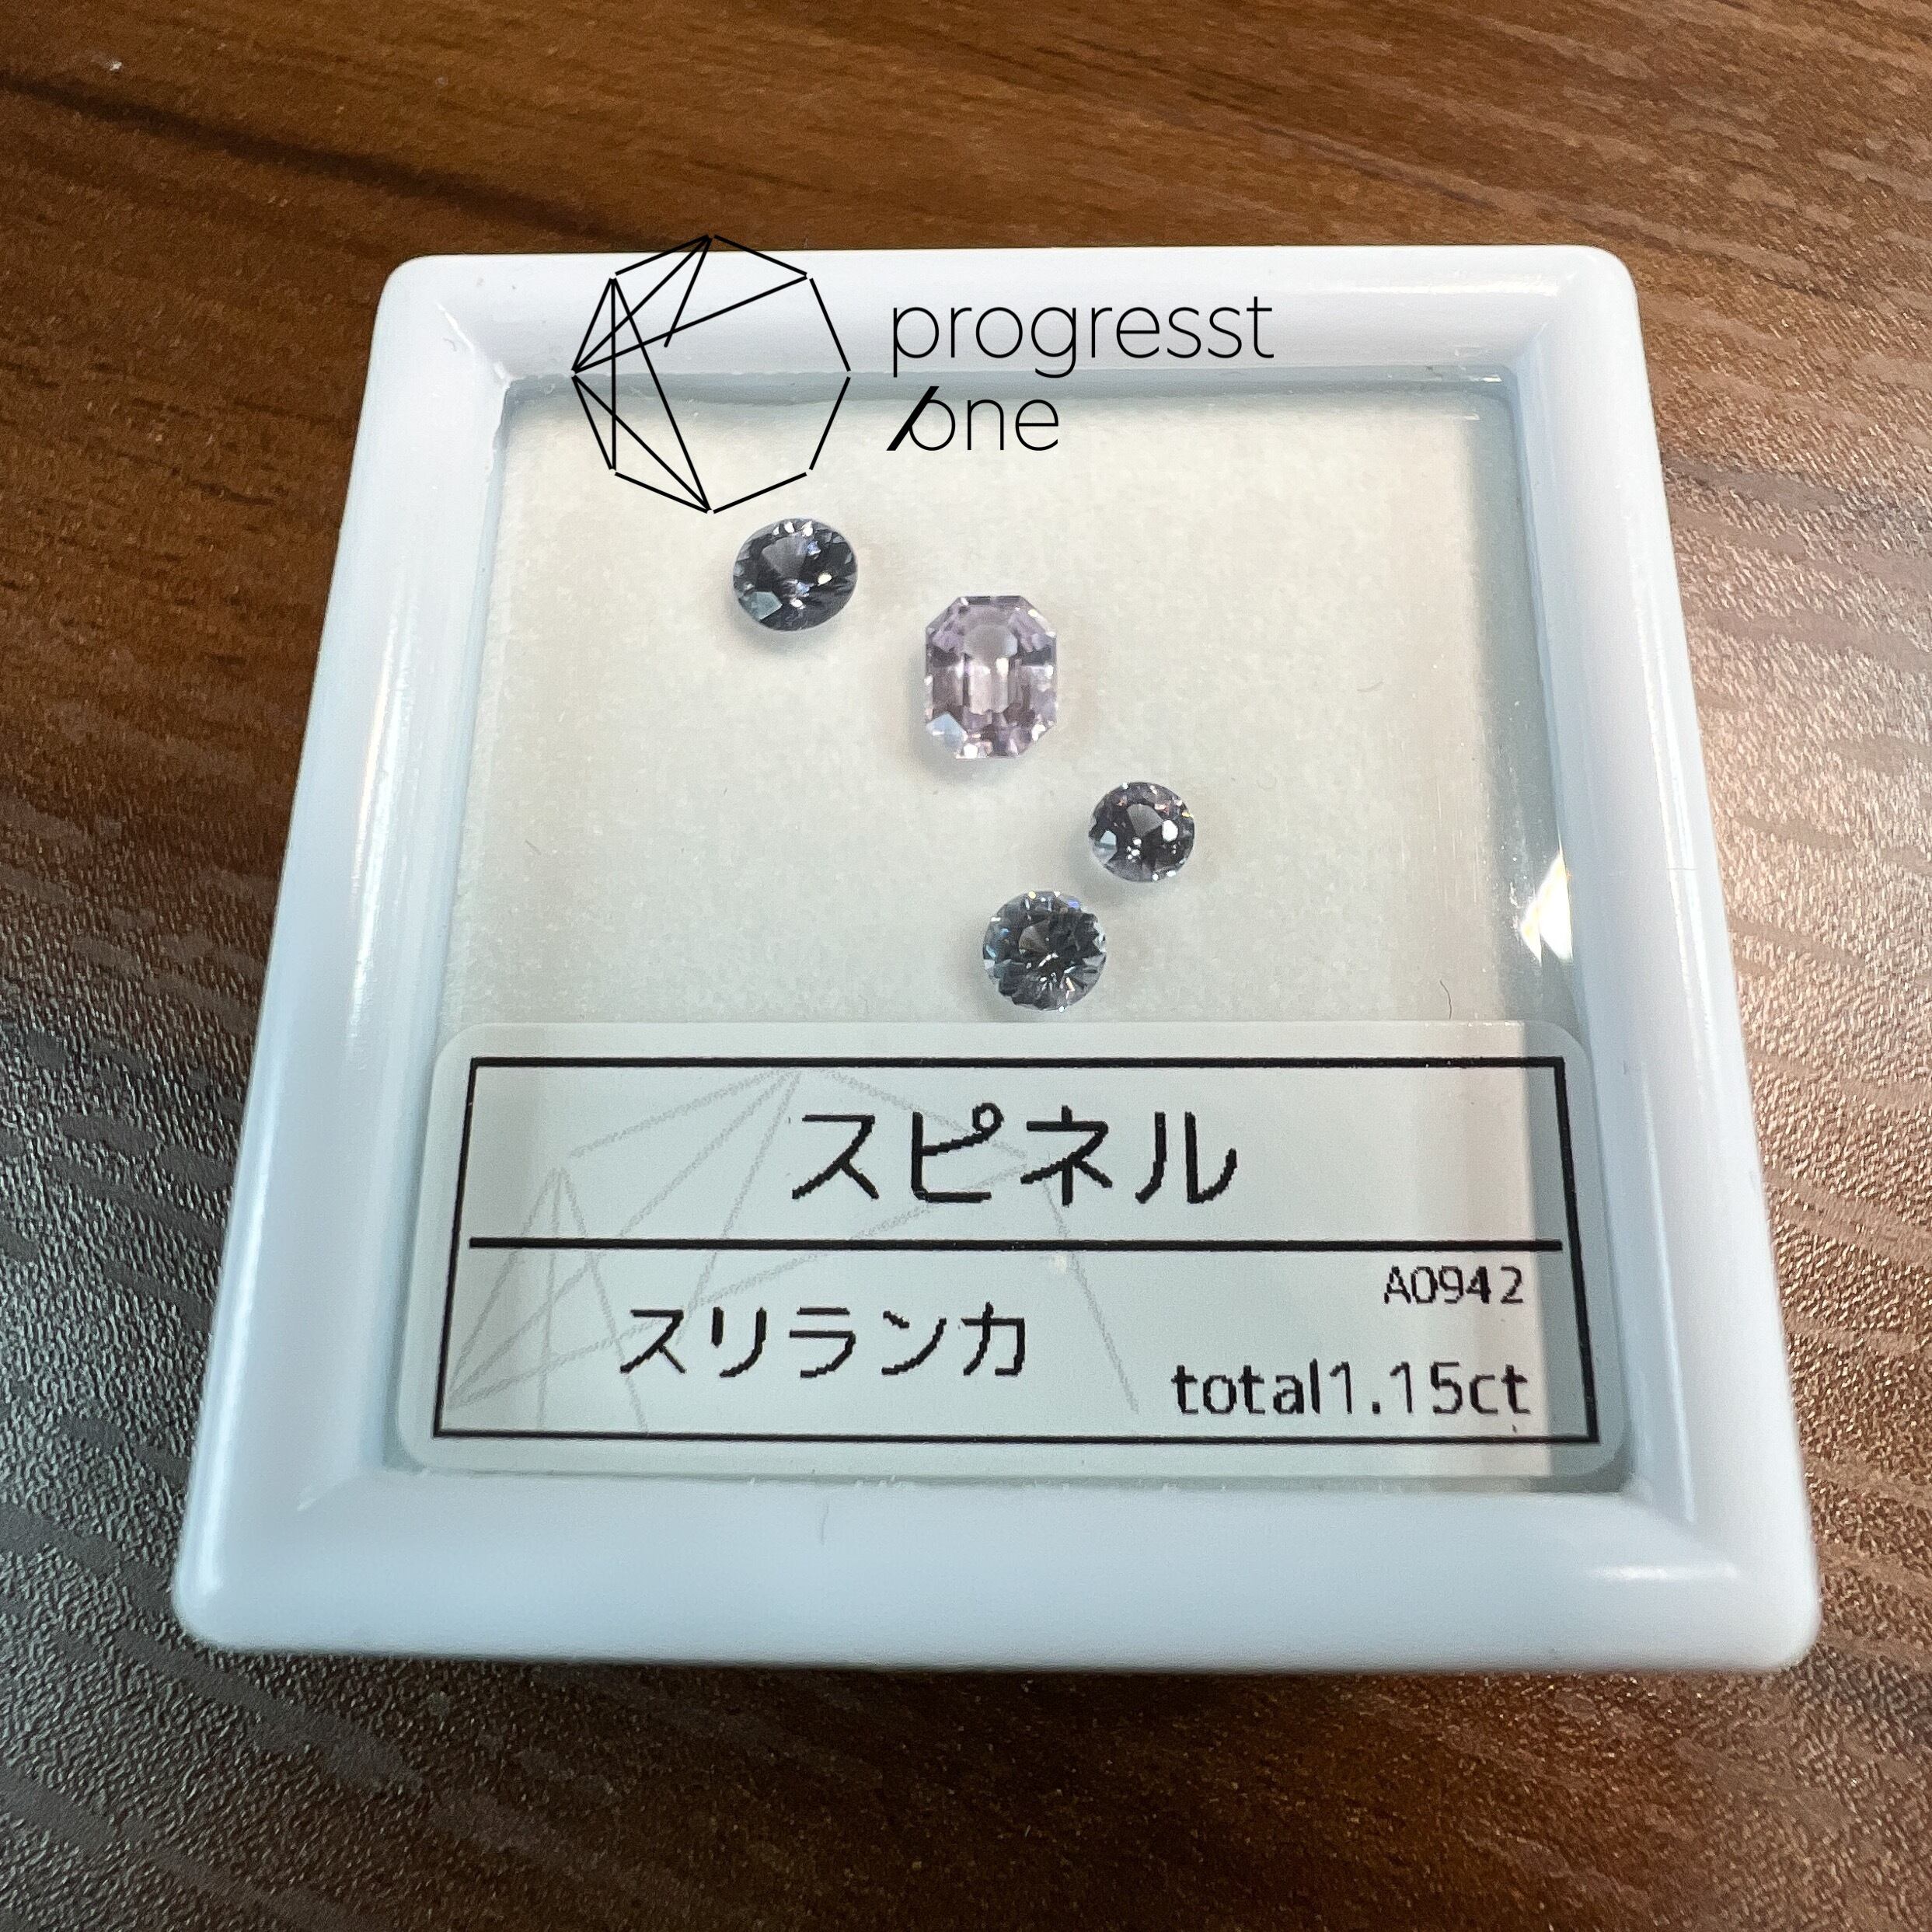 progresst
one
スピネル
スリランカ
A0942
total1.15ct